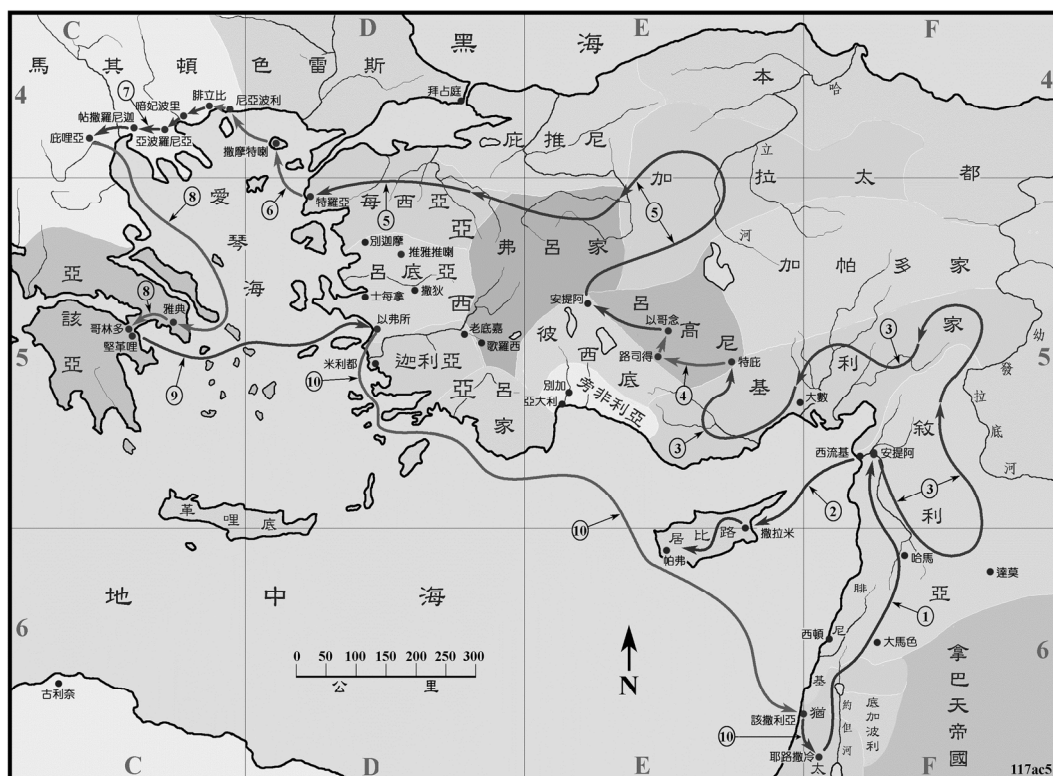 C
D
E
F
4
4
馬其頓
色雷斯
黑海
本都
哈
立
河
⑦
腓立比
尼亞波利
暗妃波里
帖撒羅尼迦
庇哩亞
亞波羅尼亞
撒摩特喇
拜占庭
庇推尼
加拉太
⑧
愛琴海
⑥
特羅亞
⑤
⑤
每西亞
亞西亞
弗呂家
加帕多家
別迦摩
推雅推喇
呂底亞
撒狄
士每拿
亞該亞
⑧
雅典
哥林多
堅革哩
5
5
以弗所
老底嘉
歌羅西
米利都
迦利亞
呂家
⑨
⑩
安提阿
彼西底
呂高尼
以哥念
路司得
特庇
④
別加
亞大利
旁非利亞
③
③
基利家
大數
幼發拉底河
西流基
安提阿
敘利亞
③
②
⑩
居比路
撒拉米
帕弗
革哩底
哈馬
達莫
①
地中海
6
6
腓尼基
西頓
大馬色
拿巴天帝國
0 50 100 150 200 250 300
公里
N
古利奈
該撒利亞
⑩
耶路撒冷
猶太
約但河
底加波利
C
D
E
F
117ac5